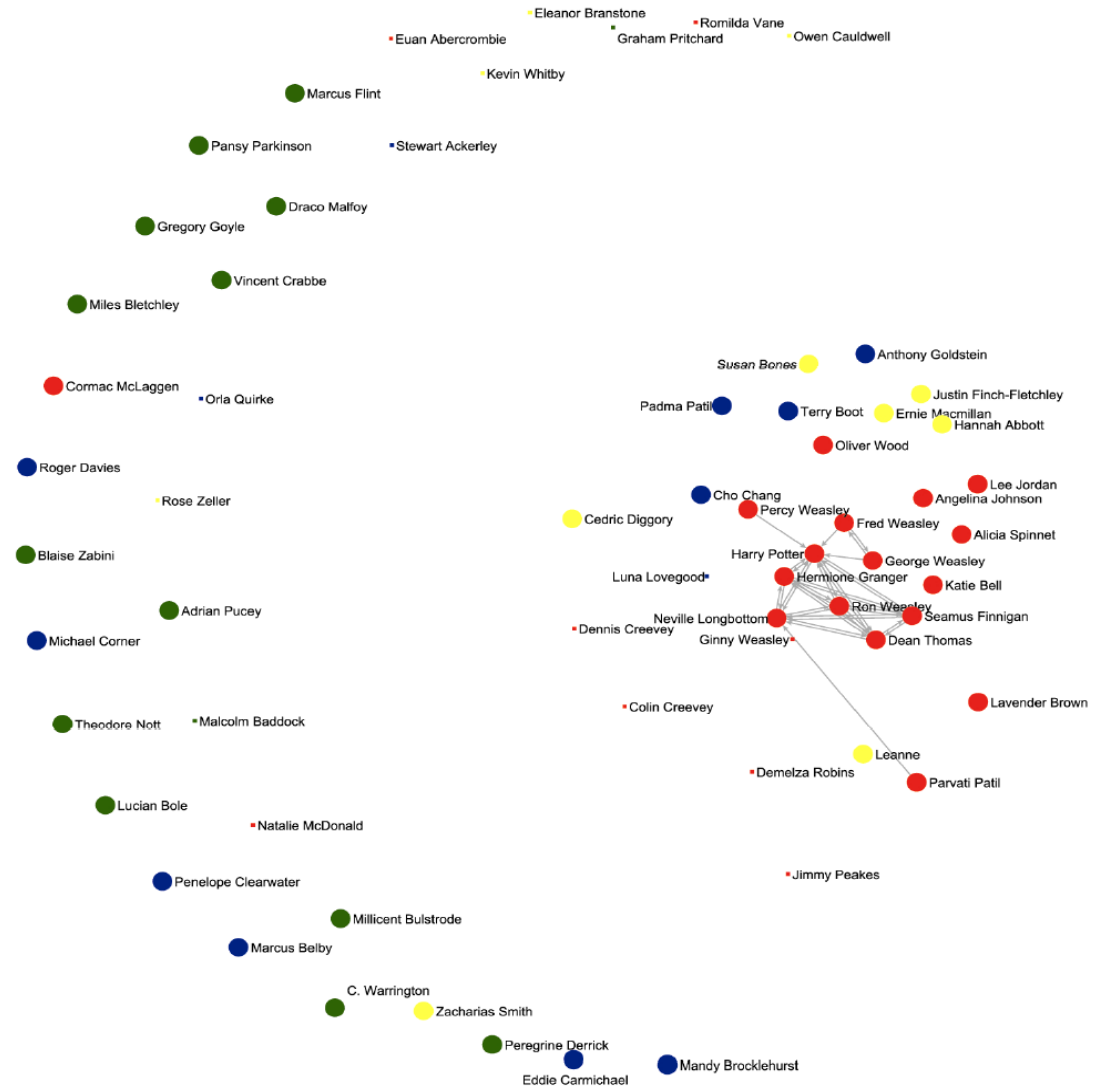 Eleanor Branstone
Romilda Vane
Euan Abercrombie
Graham Pritchard
Owen Cauldwell
Kevin Whitby
Marcus Flint
Pansy Parkinson
Stewart Ackerley
Draco Malfoy
Gregory Goyle
Vincent Crabbe
Miles Bletchley
Anthony Goldstein
Susan Bones
Cormac McLaggen
Justin Finch-Fletchley
Orla Quirke
Padma Patil
Terry Boot
Ernie Macmillan
Hannah Abbott
Oliver Wood
Roger Davies
Lee Jordan
Cho Chang
Angelina Johnson
Rose Zeller
Percy Weasley
Cedric Diggory
Fred Weasley
Alicia Spinnet
Blaise Zabini
Harry Potter
George Weasley
Luna Lovegood
Hermione Granger
Katie Bell
Adrian Pucey
Ron Weasley
Neville Longbottom
Seamus Finnigan
Dennis Creevey
Michael Corner
Ginny Weasley
Dean Thomas
Lavender Brown
Colin Creevey
Theodore Nott
Malcolm Baddock
Leanne
Demelza Robins
Parvati Patil
Lucian Bole
Natalie McDonald
Jimmy Peakes
Penelope Clearwater
Millicent Bulstrode
Marcus Belby
C. Warrington
Zacharias Smith
Peregrine Derrick
Mandy Brocklehurst
Eddie Carmichael